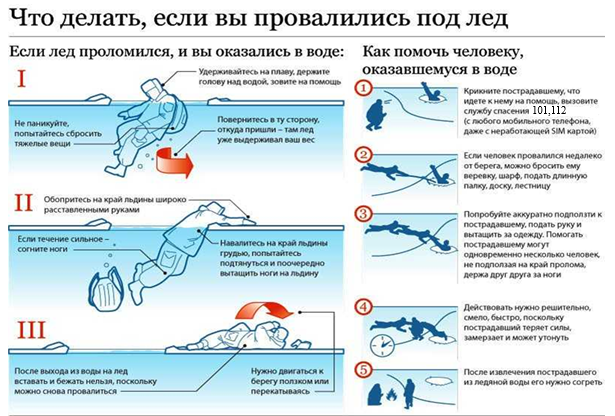 Что делать, если вы провалились под лед
Если лед проломился, и вы оказались в воде:
I
Удерживайтесь на плаву, держите
голову над водой, зовите на помощь
Не паникуйте,
попытайтесь сбросить
тяжелые вещи
Повернитесь в ту сторону,
откуда пришли – там лед
уже выдерживал ваш вес
II
Обопритесь на край льдины широко
расставленными руками
Если течение сильное –
согните ноги
Навалитесь на край льдины
грудью, попытайтесь
подтянуться и поочередно
вытащить ноги на льдину
III
После выхода из воды на лед
вставать и бежать нельзя, поскольку
можно снова провалиться
Нужно двигаться к
берегу ползком или
перекатываясь
Как помочь человеку,
оказавшемуся в воде
1
Крикните пострадавшему, что
идете к нему на помощь, вызовите
службу спасения 101,112
(с любого мобильного телефона,
даже с неработающей SIM картой)
2
Если человек провалился недалеко
от берега, можно бросить ему
веревку, шарф, подать длинную
палку, доску, лестницу
3
Попробуйте аккуратно подползти к
пострадавшему, подать руку и
вытащить за одежду. Помогать
пострадавшему могут
одновременно несколько человек,
не подползая на край пролома,
держа друг друга за ноги
4
Действовать нужно решительно,
смело, быстро, поскольку
пострадавший теряет силы,
замерзает и может утонуть
5
После извлечения пострадавшего
из ледяной воды его нужно согреть